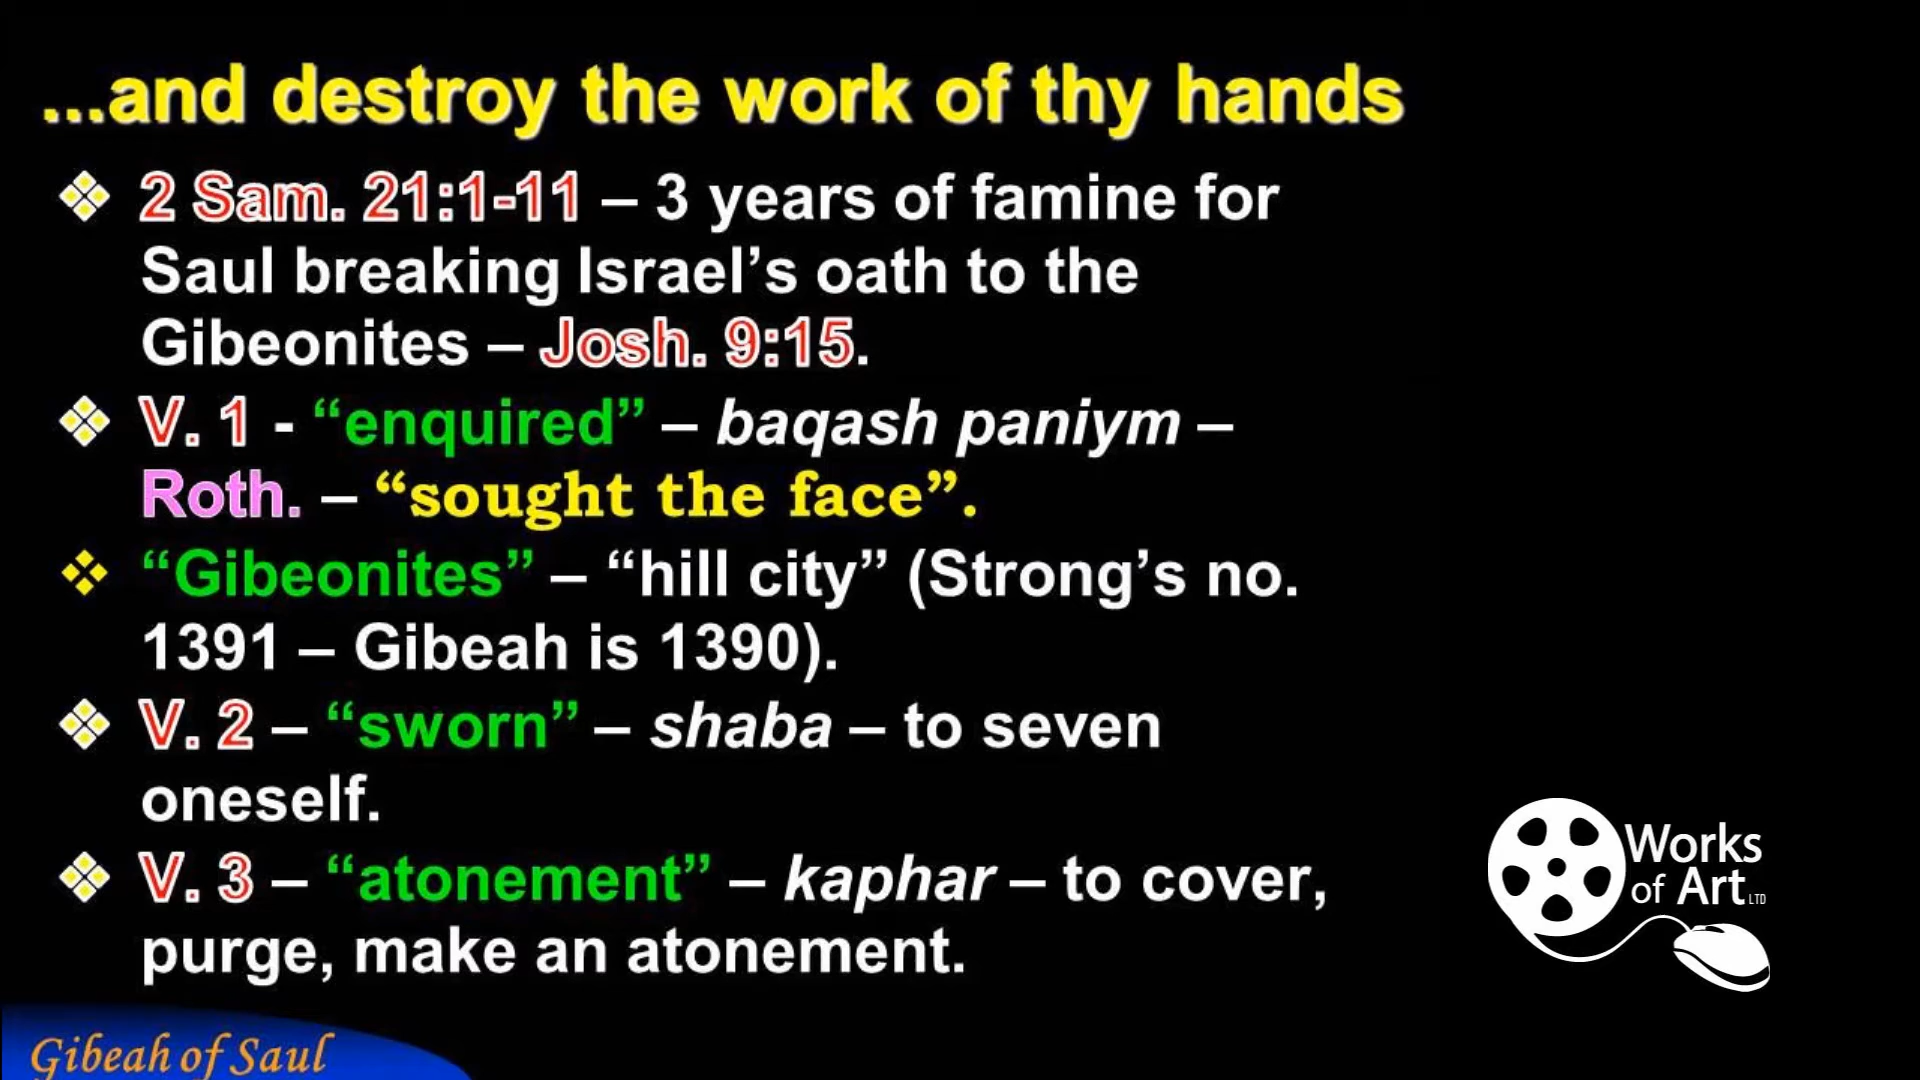 ...and destroy the work of thy hands
2 Sam. 21:1-11 – 3 years of famine for
Saul breaking Israel’s oath to the
Gibeonites – Josh. 9:15.
V. 1 - “enquired” – baqash paniym –
Roth. – “sought the face”.
“Gibeonites” – “hill city” (Strong’s no.
1391 – Gibeah is 1390).
V. 2 – “sworn” – shaba – to seven
oneself.
V. 3 – “atonement” – kaphar – to cover,
purge, make an atonement.
Works
of Art LTD
Gibeah of Saul